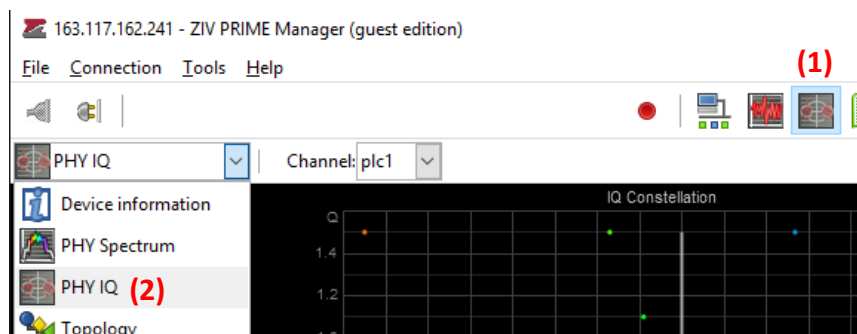 163.117.162.241 - ZIV PRIME Manager (guest edition)
File Connection Tools Help
(1)
PHY IQ Channel: plc1
Device information
IQ Constellation
Q
PHY Spectrum
1.4
PHY IQ (2)
1.2
Topology